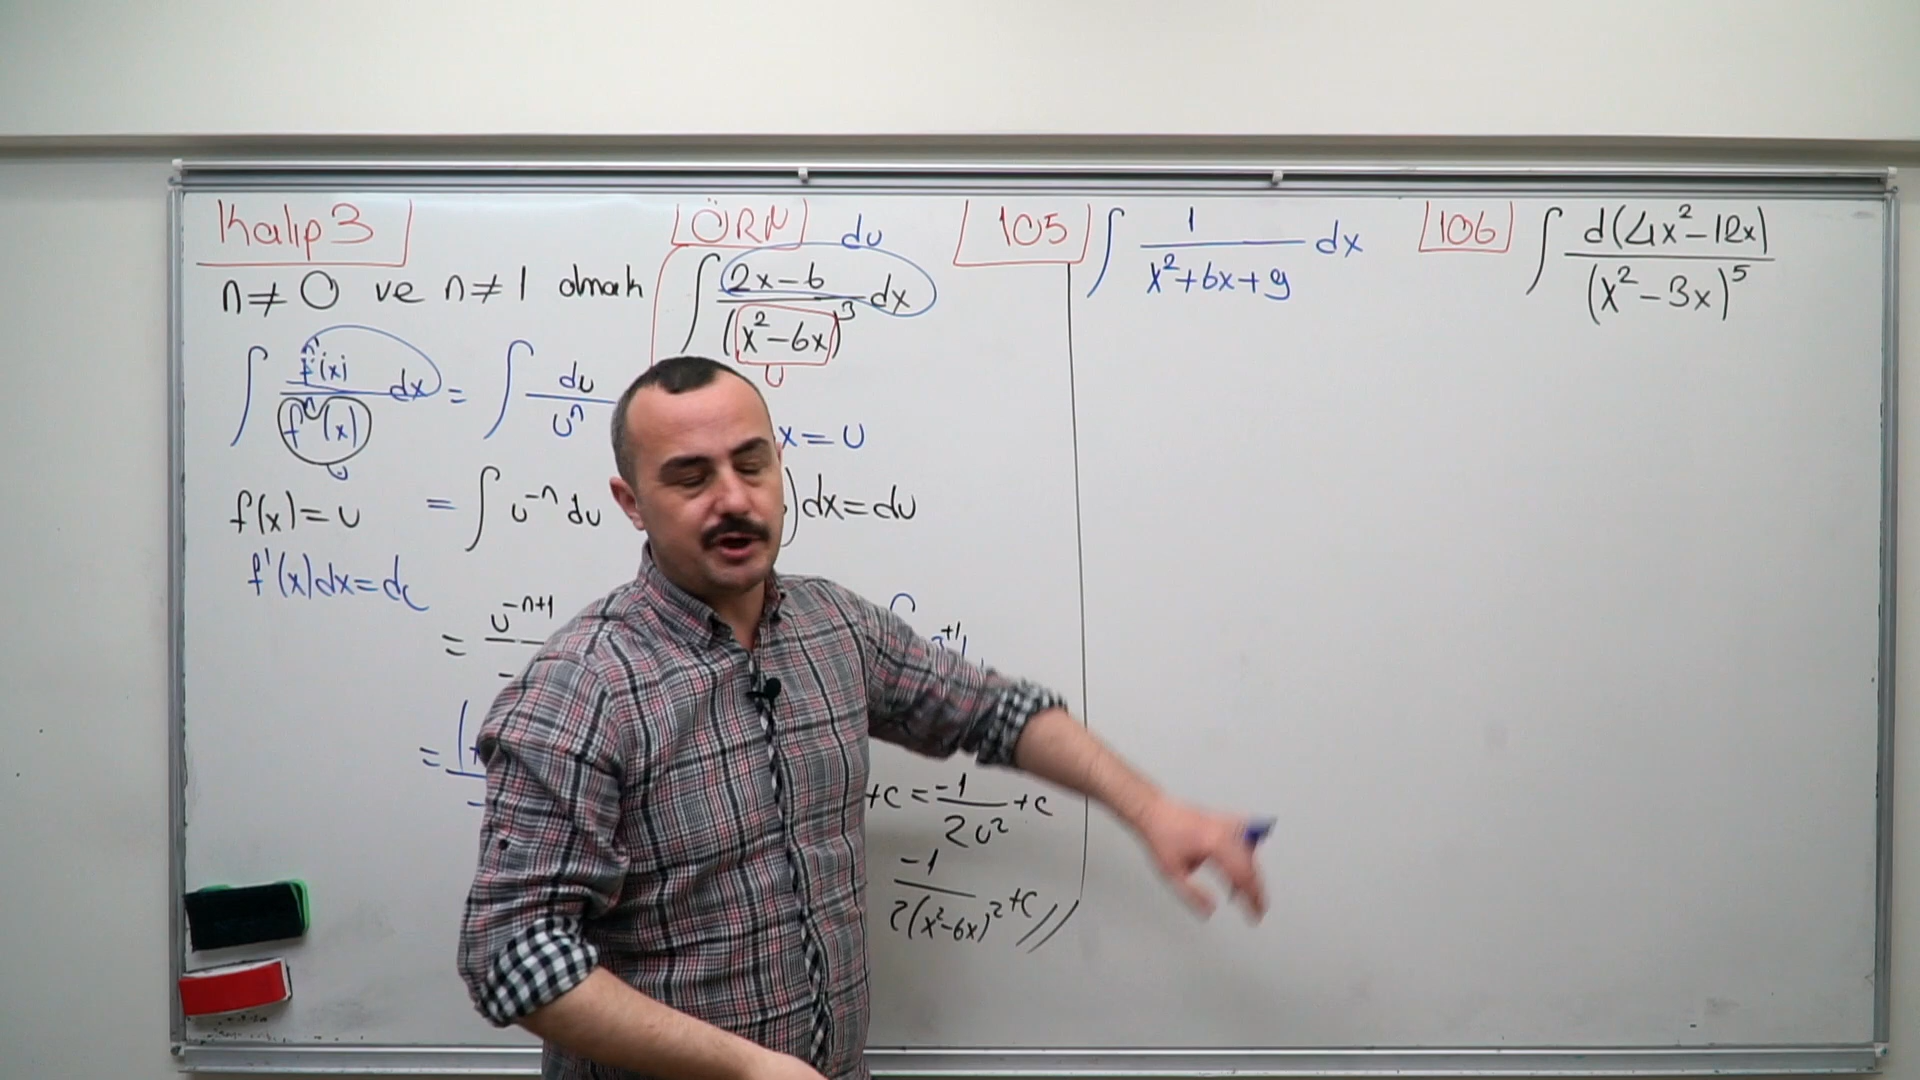 Kalıp 3
n ≠ 0 ve n ≠ 1 olmak
∫ f'(x) / fⁿ(x) dx = ∫ du / uⁿ
u
f(x) = u = ∫ u⁻ⁿ du
f'(x)dx = du
= u⁻ⁿ⁺¹
=
ÖRN
du
∫ (2x-6) / (x²-6x)³ dx
u
x = u
)dx = du
+c = -1 / 2u² + c
-1 / 2(x²-6x)² + c
105 ∫ 1 / (x²+6x+9) dx
106 ∫ d(4x²-12x) / (x²-3x)⁵